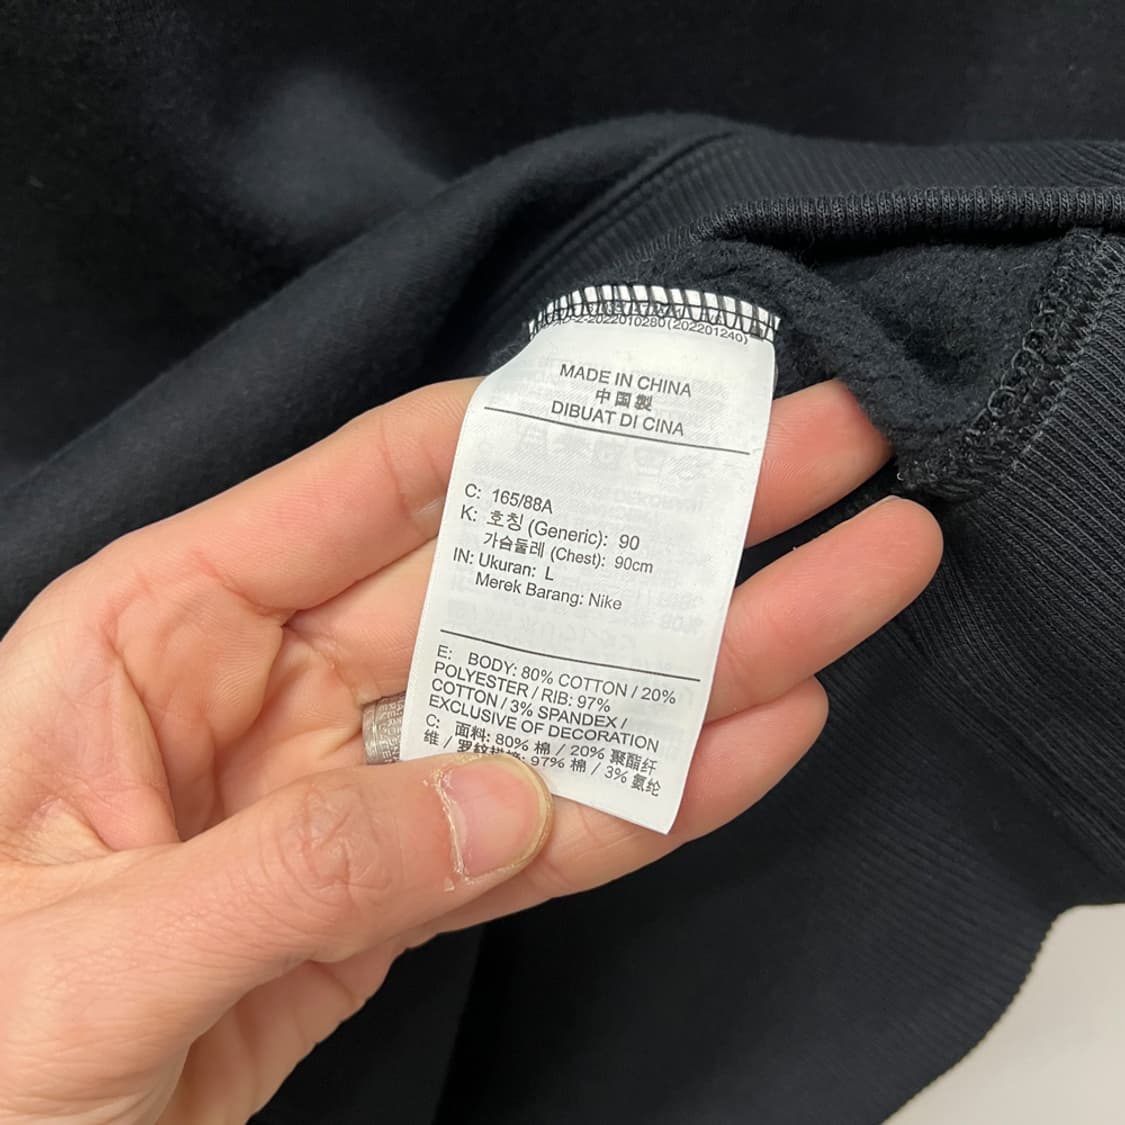 2022010280(202201240)
MADE IN CHINA
中国製
DIBUAT DI CINA
C: 165/88A
K: 호칭 (Generic): 90
가슴둘레 (Chest): 90cm
IN: Ukuran: L
Merek Barang: Nike
E: BODY: 80% COTTON / 20%
POLYESTER / RIB: 97%
COTTON / 3% SPANDEX /
EXCLUSIVE OF DECORATION
C: 面料: 80% 棉 / 20% 聚酯纤
维 / 罗纹 97% 棉 / 3% 氨纶